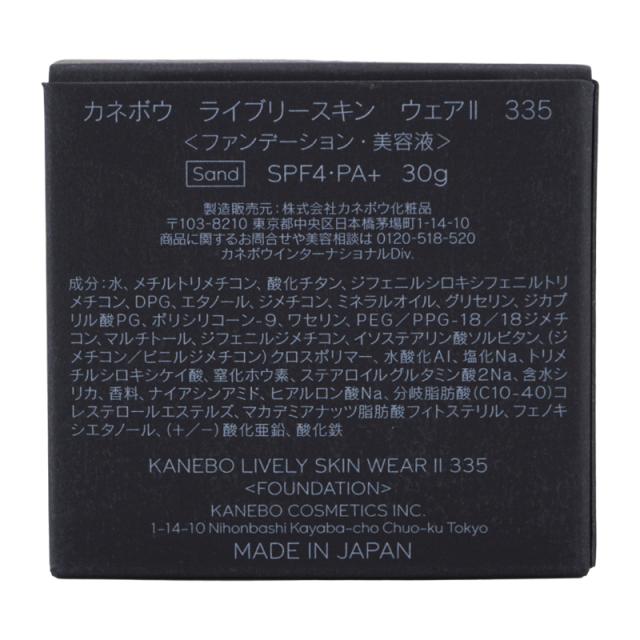 カネボウ ライブリースキン ウェアⅡ 335
＜ファンデーション・美容液＞
Sand SPF4・PA+ 30g
製造販売元：株式会社カネボウ化粧品
〒103-8210 東京都中央区日本橋茅場町1-14-10
商品に関するお問合せや美容相談は 0120-518-520
カネボウインターナショナルDiv.
成分：水、メチルトリメチコン、酸化チタン、ジフェニルシロキシフェニルトリ
メチコン、DPG、エタノール、ジメチコン、ミネラルオイル、グリセリン、ジカプ
リル酸PG、ポリシリコーン-9、ワセリン、PEG／PPG-18／18ジメチ
コン、マルチトール、ジフェニルジメチコン、イソステアリン酸ソルビタン、(ジ
メチコン／ビニルジメチコン)クロスポリマー、水酸化Al、塩化Na、トリメ
チルシロキシケイ酸、窒化ホウ素、ステアロイルグルタミン酸2Na、含水シ
リカ、香料、ナイアシンアミド、ヒアルロン酸Na、分岐脂肪酸(C10-40)コ
レステロールエステルズ、マカデミアナッツ脂肪酸フィトステリル、フェノキ
シエタノール、(＋／−)酸化亜鉛、酸化鉄
KANEBO LIVELY SKIN WEAR II 335
<FOUNDATION>
KANEBO COSMETICS INC.
1-14-10 Nihonbashi Kayaba-cho Chuo-ku Tokyo
MADE IN JAPAN